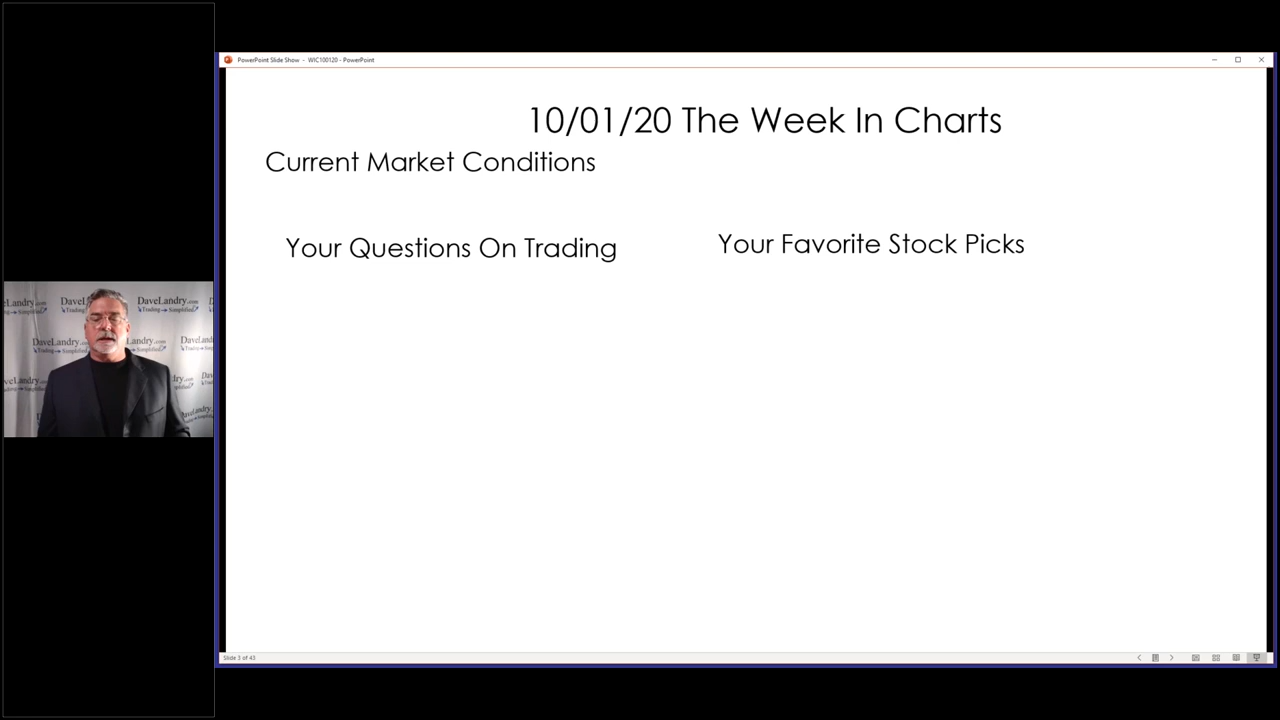 PowerPoint Slide Show - WIC100120 - PowerPoint
10/01/20 The Week In Charts
Current Market Conditions
Your Questions On Trading
Your Favorite Stock Picks
DaveLandry.com
Trading Simplified
Slide 3 of 43